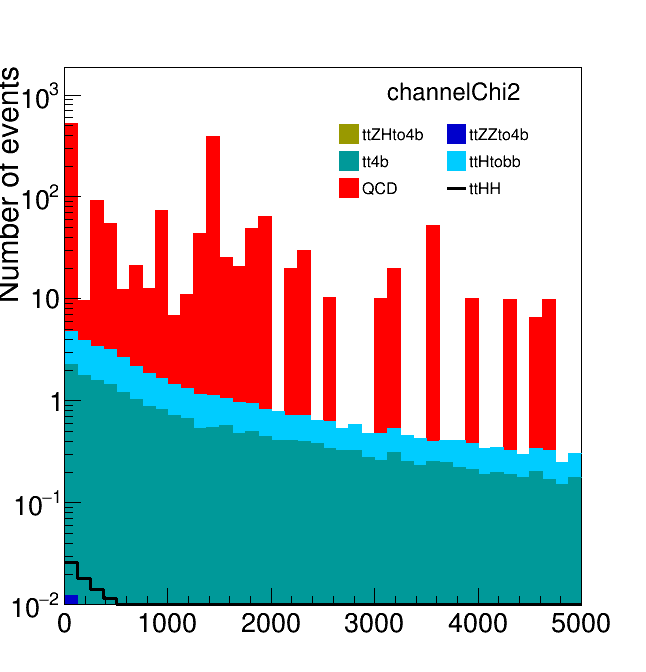 channelChi2
ttZHto4b ttZZto4b
tt4b ttHtobb
QCD ttHH
Number of events
10³
10²
10
1
10⁻¹
10⁻²
0 1000 2000 3000 4000 5000